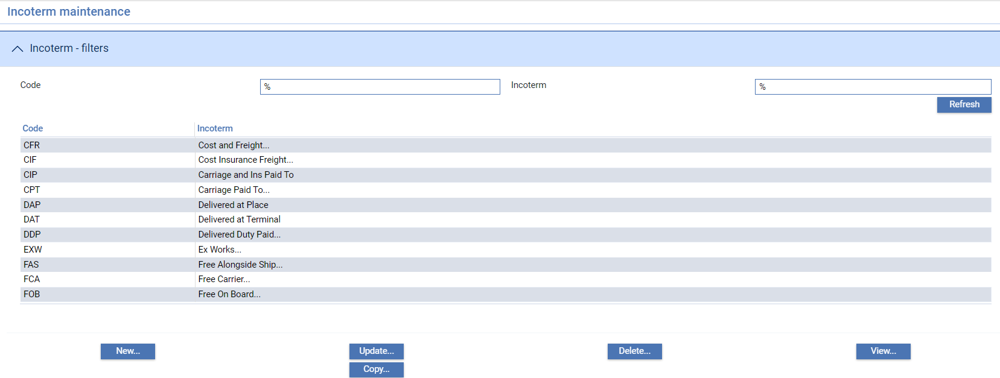 Incoterm maintenance
Incoterm - filters
Code % Incoterm %
Refresh
Code Incoterm
CFR Cost and Freight...
CIF Cost Insurance Freight...
CIP Carriage and Ins Paid To
CPT Carriage Paid To...
DAP Delivered at Place
DAT Delivered at Terminal
DDP Delivered Duty Paid...
EXW Ex Works...
FAS Free Alongside Ship...
FCA Free Carrier...
FOB Free On Board...
New... Update... Delete... View...
Copy...